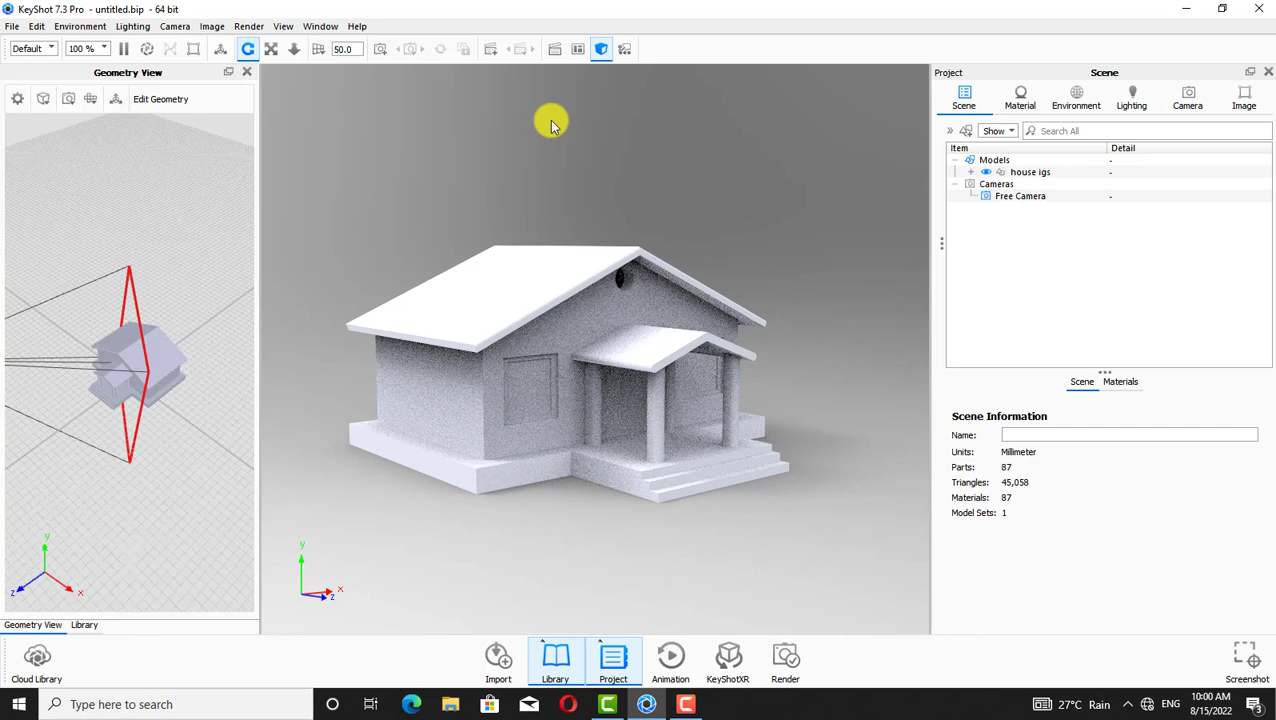 KeyShot 7.3 Pro - untitled.bip - 64 bit
File Edit Environment Lighting Camera Image Render View Window Help
Default 100 % 50.0
Geometry View
Project Scene
Edit Geometry
Scene Material Environment Lighting Camera Image
Show Search All
Item Detail
Models -
house igs -
Cameras
Free Camera -
Scene Materials
Scene Information
Name:
Units: Millimeter
Parts: 87
Triangles: 45,058
Materials: 87
Model Sets: 1
y
x
z
y
x
z
Geometry View Library
Cloud Library Import Library Project Animation KeyShotXR Render Screenshot
Type here to search
27°C Rain ENG
10:00 AM
8/15/2022
3